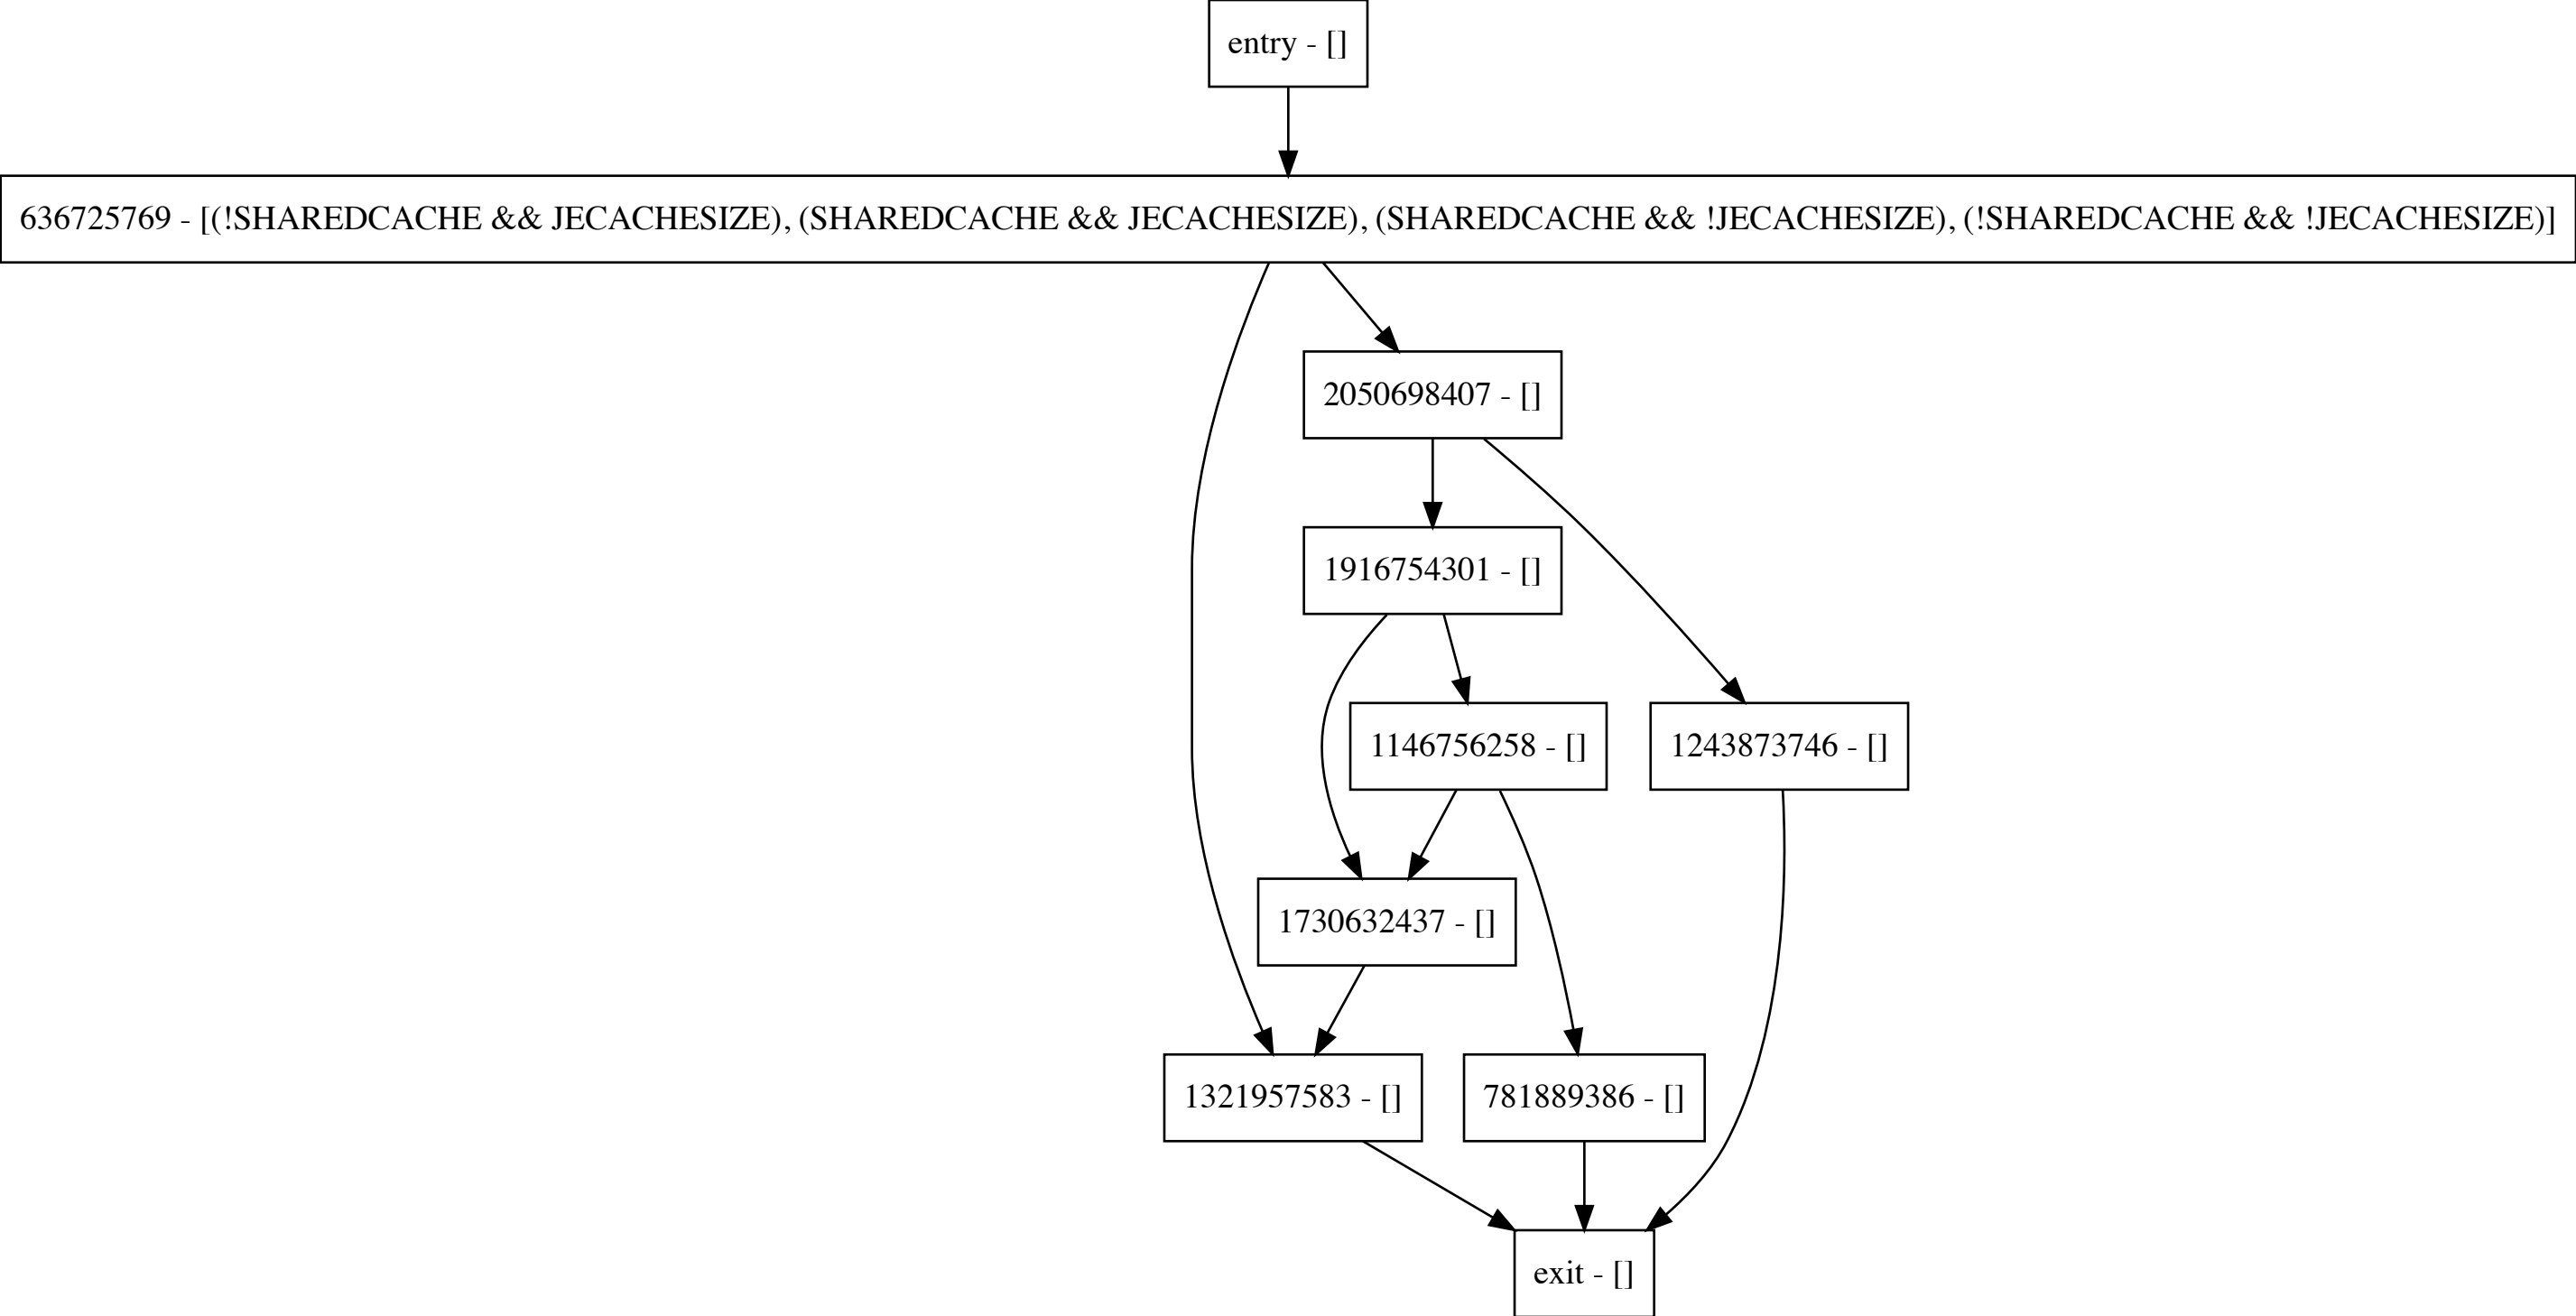 entry - []
636725769 - [(!SHAREDCACHE && JECACHESIZE), (SHAREDCACHE && JECACHESIZE), (SHAREDCACHE && !JECACHESIZE), (!SHAREDCACHE && !JECACHESIZE)]
2050698407 - []
1916754301 - []
1146756258 - []
1243873746 - []
1730632437 - []
1321957583 - []
781889386 - []
exit - []